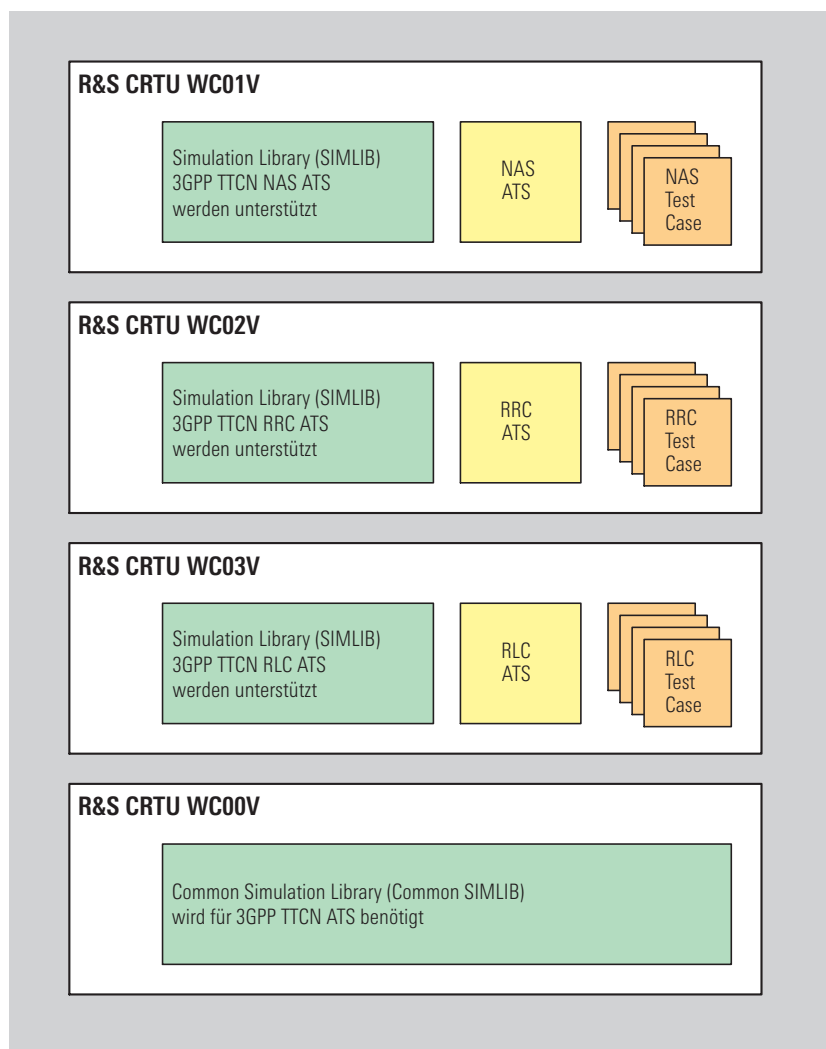 R&S CRTU WC01V
Simulation Library (SIMLIB)
3GPP TTCN NAS ATS
werden unterstützt
NAS
ATS
NAS
Test
Case
R&S CRTU WC02V
Simulation Library (SIMLIB)
3GPP TTCN RRC ATS
werden unterstützt
RRC
ATS
RRC
Test
Case
R&S CRTU WC03V
Simulation Library (SIMLIB)
3GPP TTCN RLC ATS
werden unterstützt
RLC
ATS
RLC
Test
Case
R&S CRTU WC00V
Common Simulation Library (Common SIMLIB)
wird für 3GPP TTCN ATS benötigt